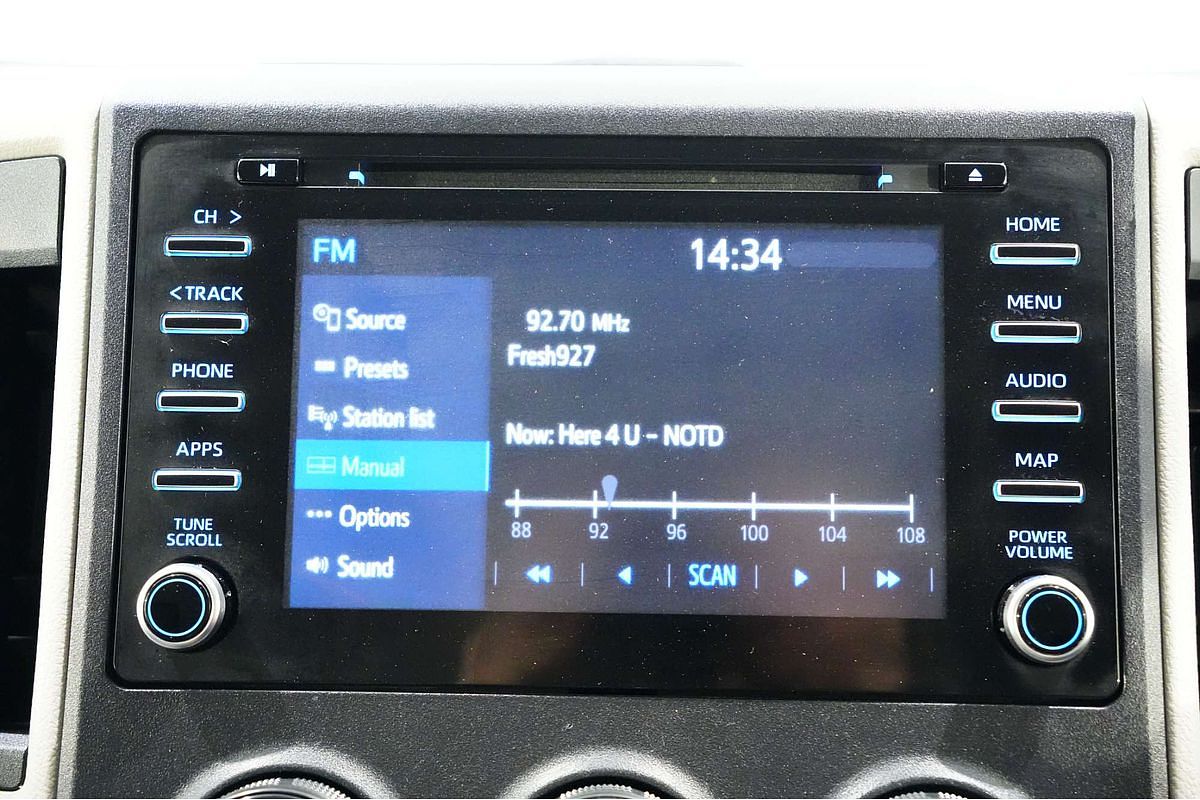 CH >
< TRACK
PHONE
APPS
TUNE
SCROLL
FM
14:34
Source
Presets
Station list
Manual
Options
Sound
92.70 MHz
Fresh927
Now: Here 4 U - NOTD
88 92 96 100 104 108
SCAN
HOME
MENU
AUDIO
MAP
POWER
VOLUME